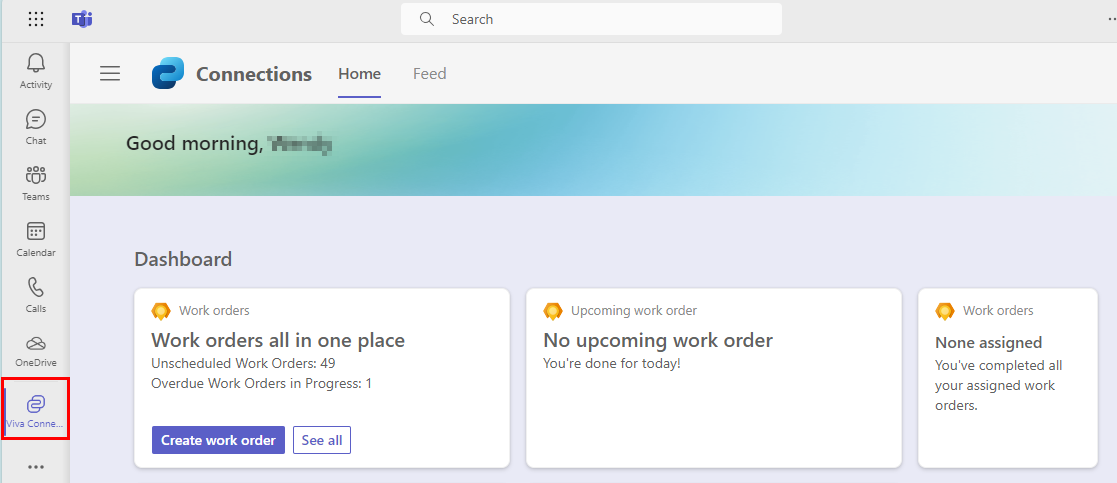 Search
Activity
Chat
Teams
Calendar
Calls
OneDrive
Viva Conne...
Connections
Home
Feed
Good morning,
Dashboard
Work orders
Work orders all in one place
Unscheduled Work Orders: 49
Overdue Work Orders in Progress: 1
Create work order
See all
Upcoming work order
No upcoming work order
You're done for today!
Work orders
None assigned
You've completed all
your assigned work
orders.